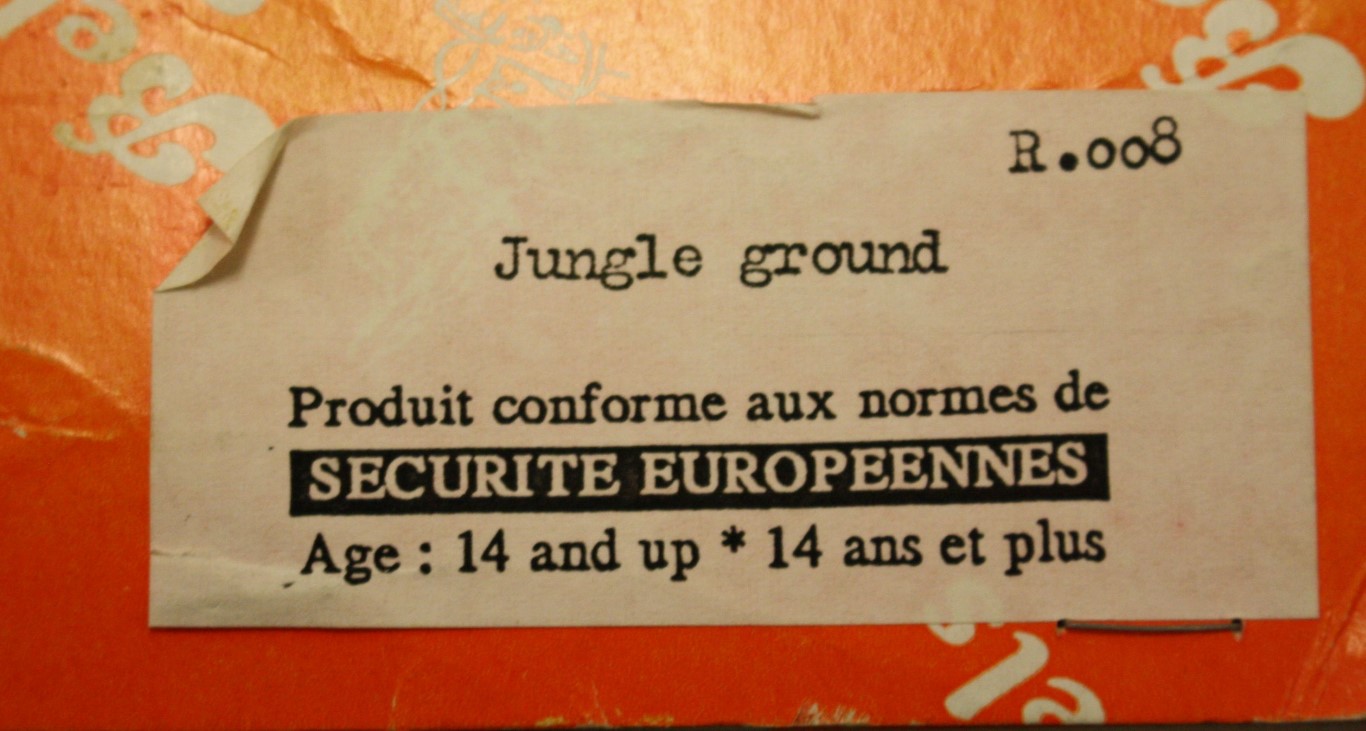 R.008
Jungle ground
Produit conforme aux normes de
SECURITE EUROPEENNES
Age : 14 and up * 14 ans et plus